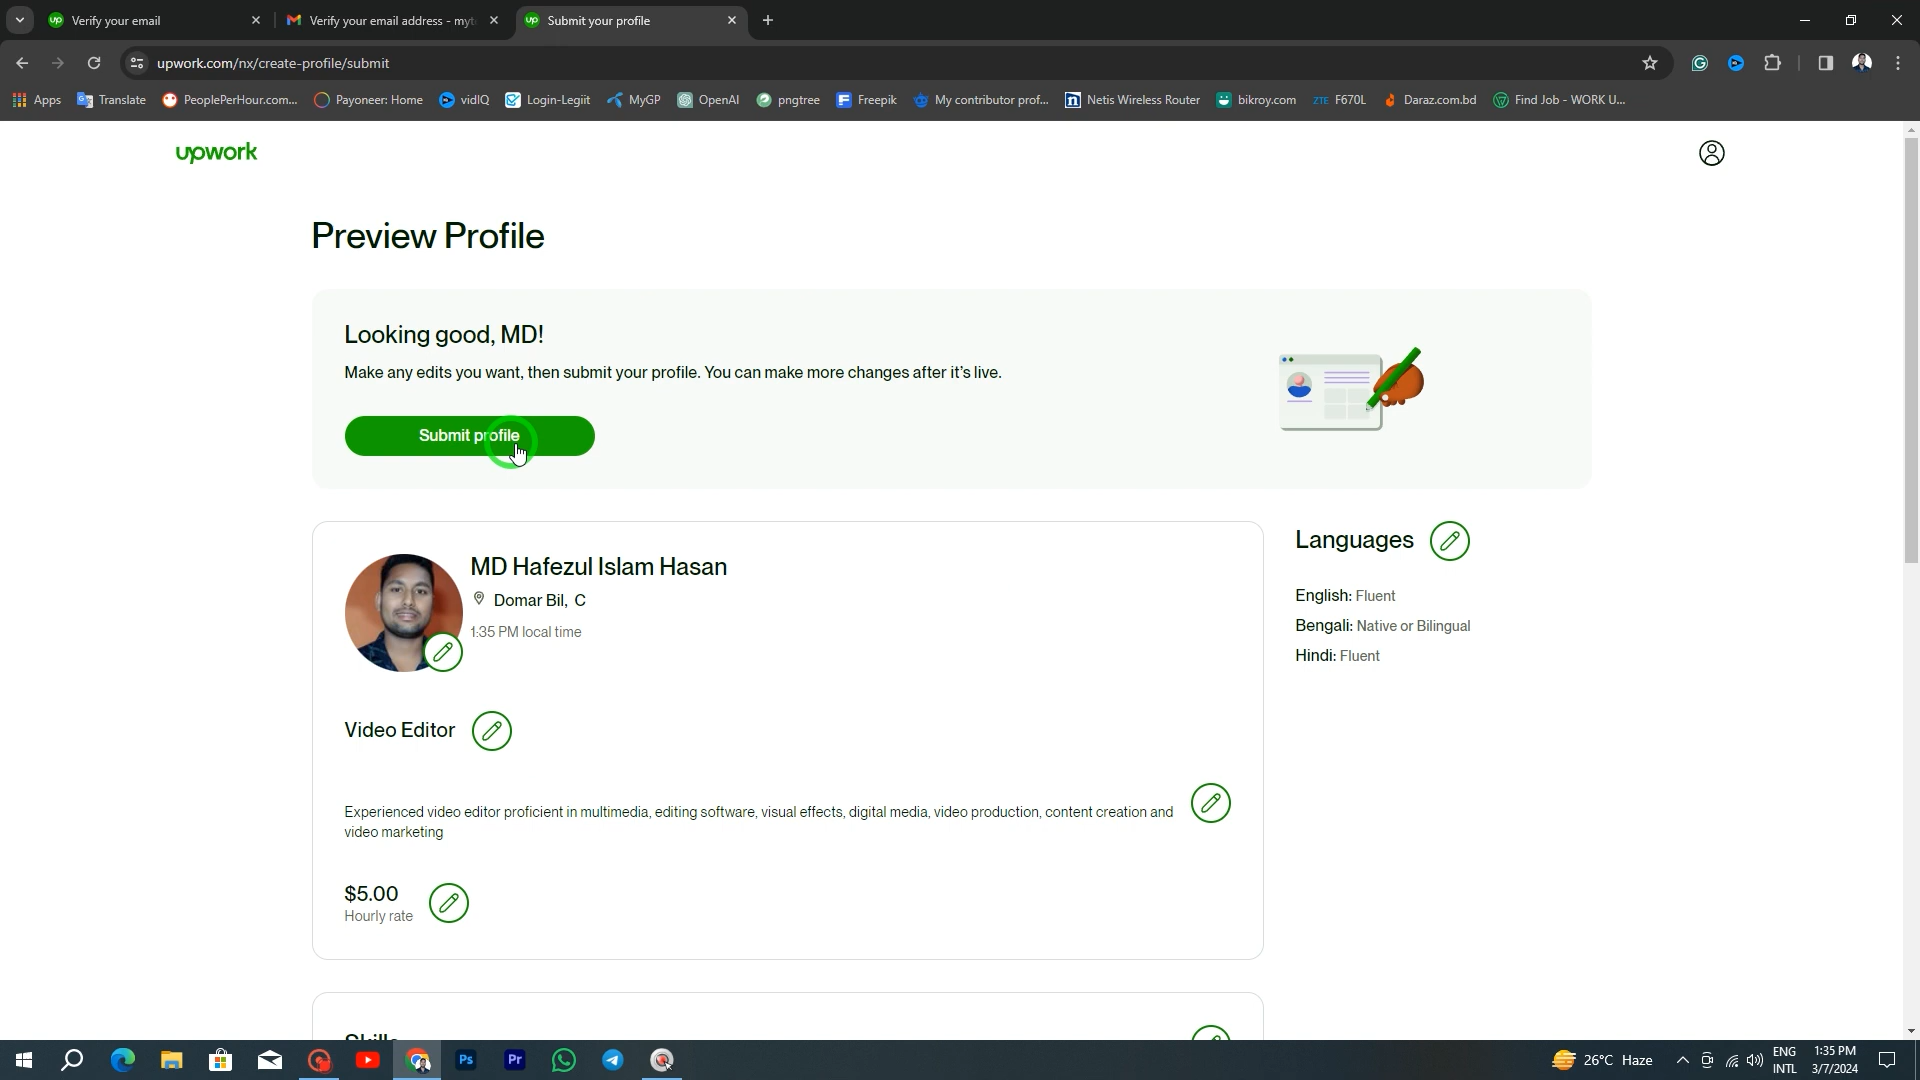 Verify your email
Verify your email address - myt
Submit your profile
upwork.com/nx/create-profile/submit
Apps
Translate
PeoplePerHour.com...
Payoneer: Home
vidIQ
Login-Legiit
MyGP
OpenAI
pngtree
Freepik
My contributor prof...
Netis Wireless Router
bikroy.com
ZTE F670L
Daraz.com.bd
Find Job - WORK U...
upwork
Preview Profile
Looking good, MD!
Make any edits you want, then submit your profile. You can make more changes after it's live.
Submit profile
MD Hafezul Islam Hasan
Domar Bil, C
1:35 PM local time
Languages
English: Fluent
Bengali: Native or Bilingual
Hindi: Fluent
Video Editor
Experienced video editor proficient in multimedia, editing software, visual effects, digital media, video production, content creation and
video marketing
$5.00
Hourly rate
Skills
Ps
Pr
26°C Haze
ENG
INTL
1:35 PM
3/7/2024